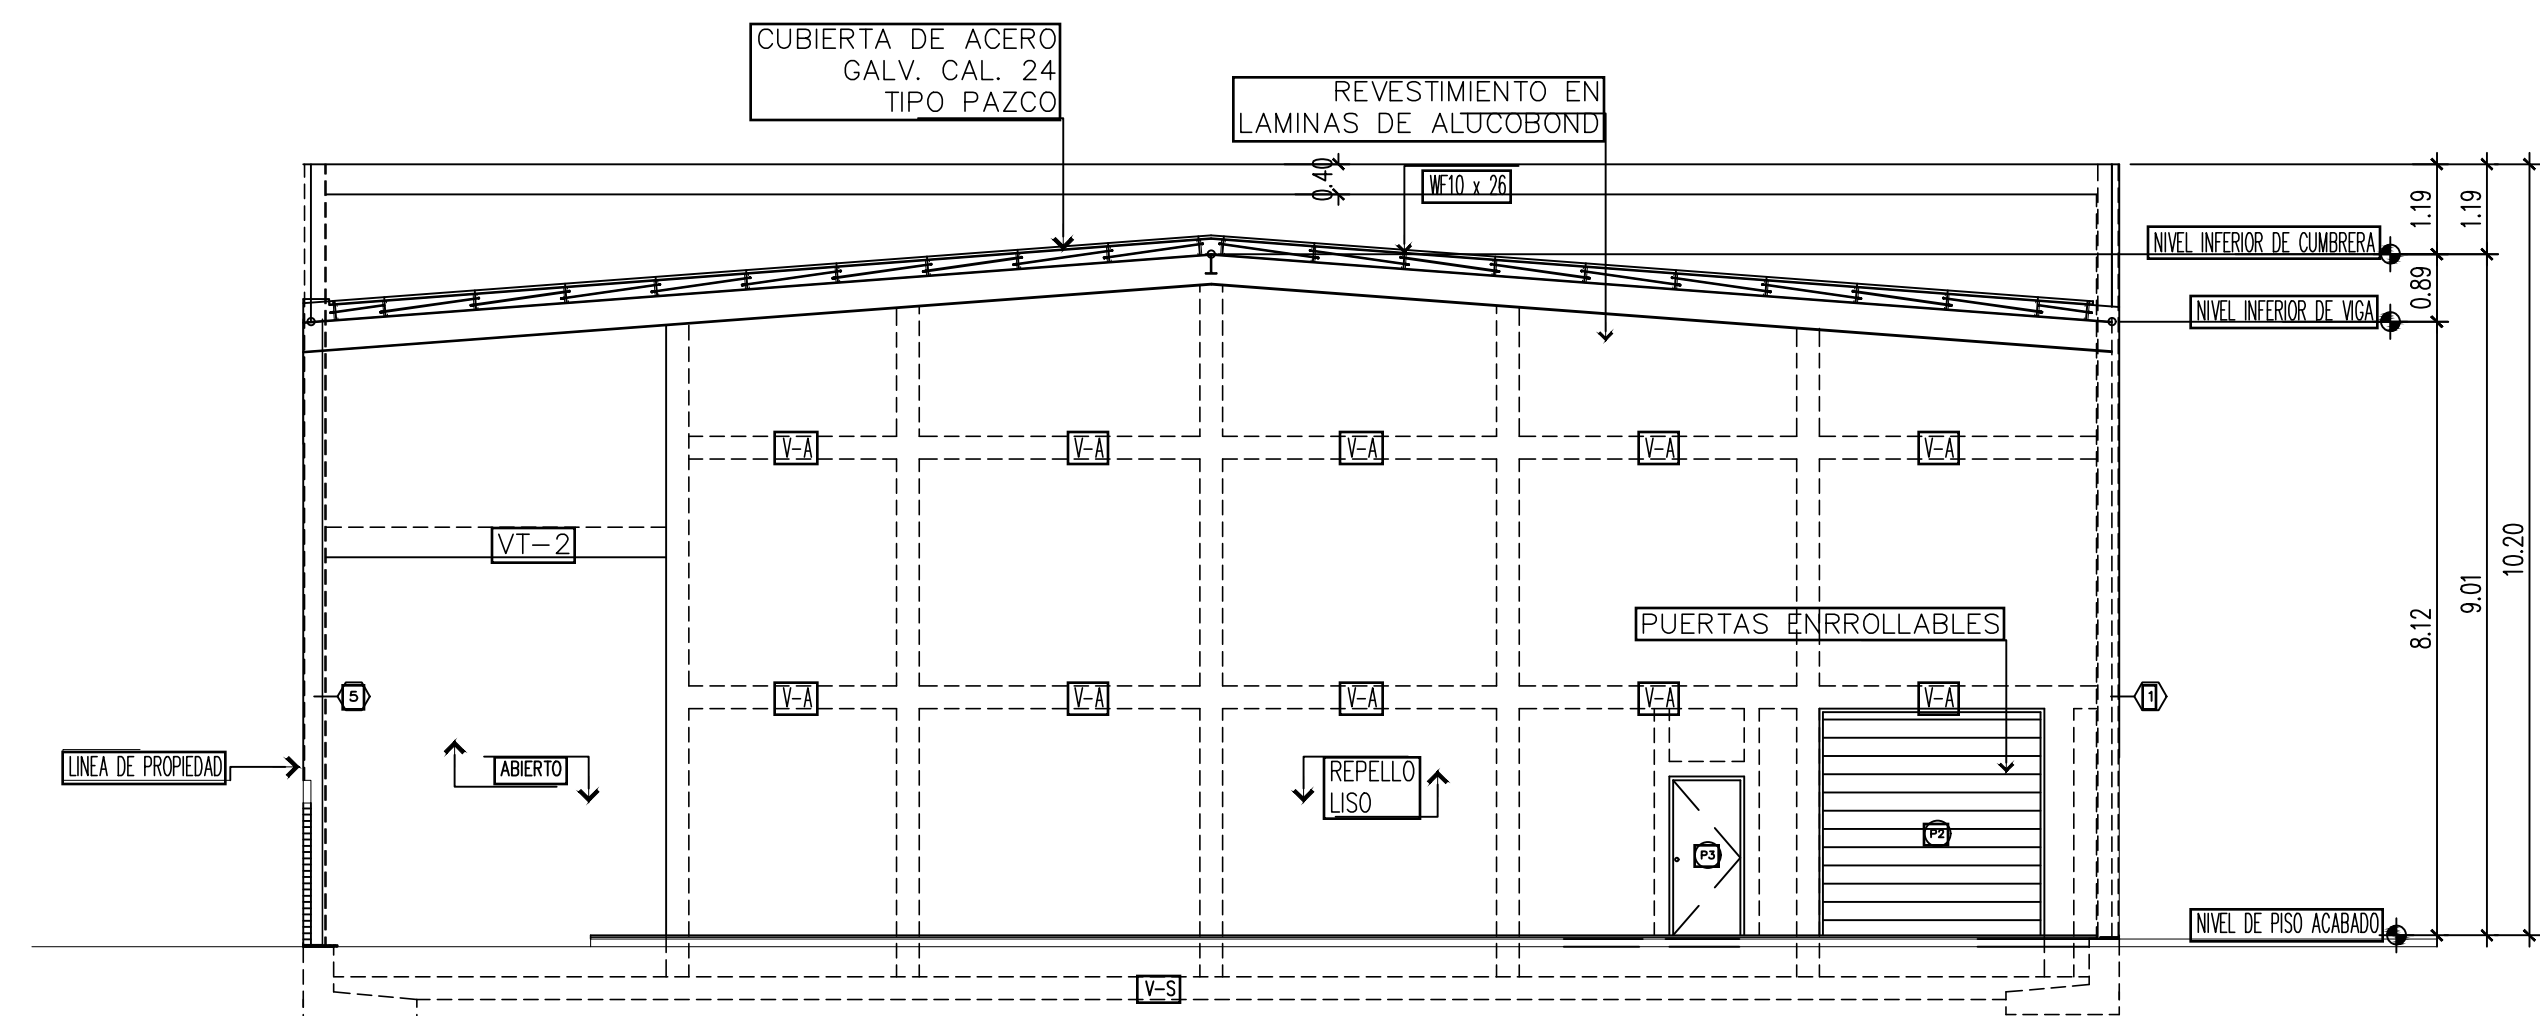 CUBIERTA DE ACERO
GALV. CAL. 24
TIPO PAZCO
REVESTIMIENTO EN
LAMINAS DE ALUCOBOND
0.40
WF10 x 26
1.19
1.19
NIVEL INFERIOR DE CUMBRERA
0.89
NIVEL INFERIOR DE VIGA
V-A
V-A
V-A
V-A
V-A
VT-2
10.20
9.01
8.12
PUERTAS ENRROLLABLES
5
V-A
V-A
V-A
V-A
V-A
1
LINEA DE PROPIEDAD
ABIERTO
REPELLO
LISO
P3
P2
NIVEL DE PISO ACABADO
V-S